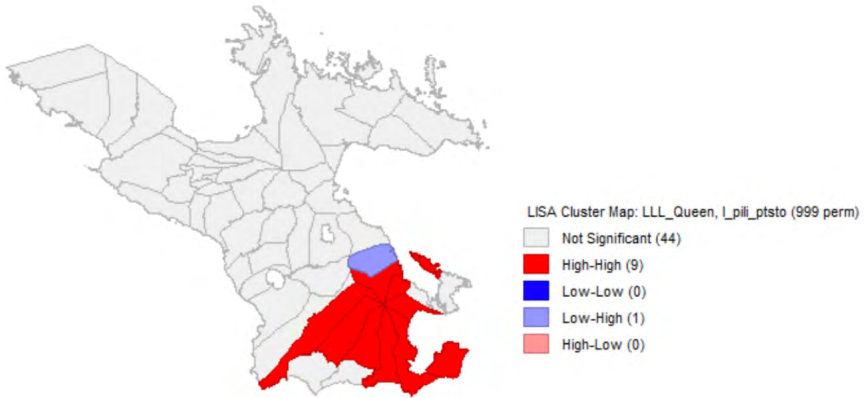 LISA Cluster Map: LLL_Queen, I_pili_ptsto (999 perm)
Not Significant (44)
High-High (9)
Low-Low (0)
Low-High (1)
High-Low (0)